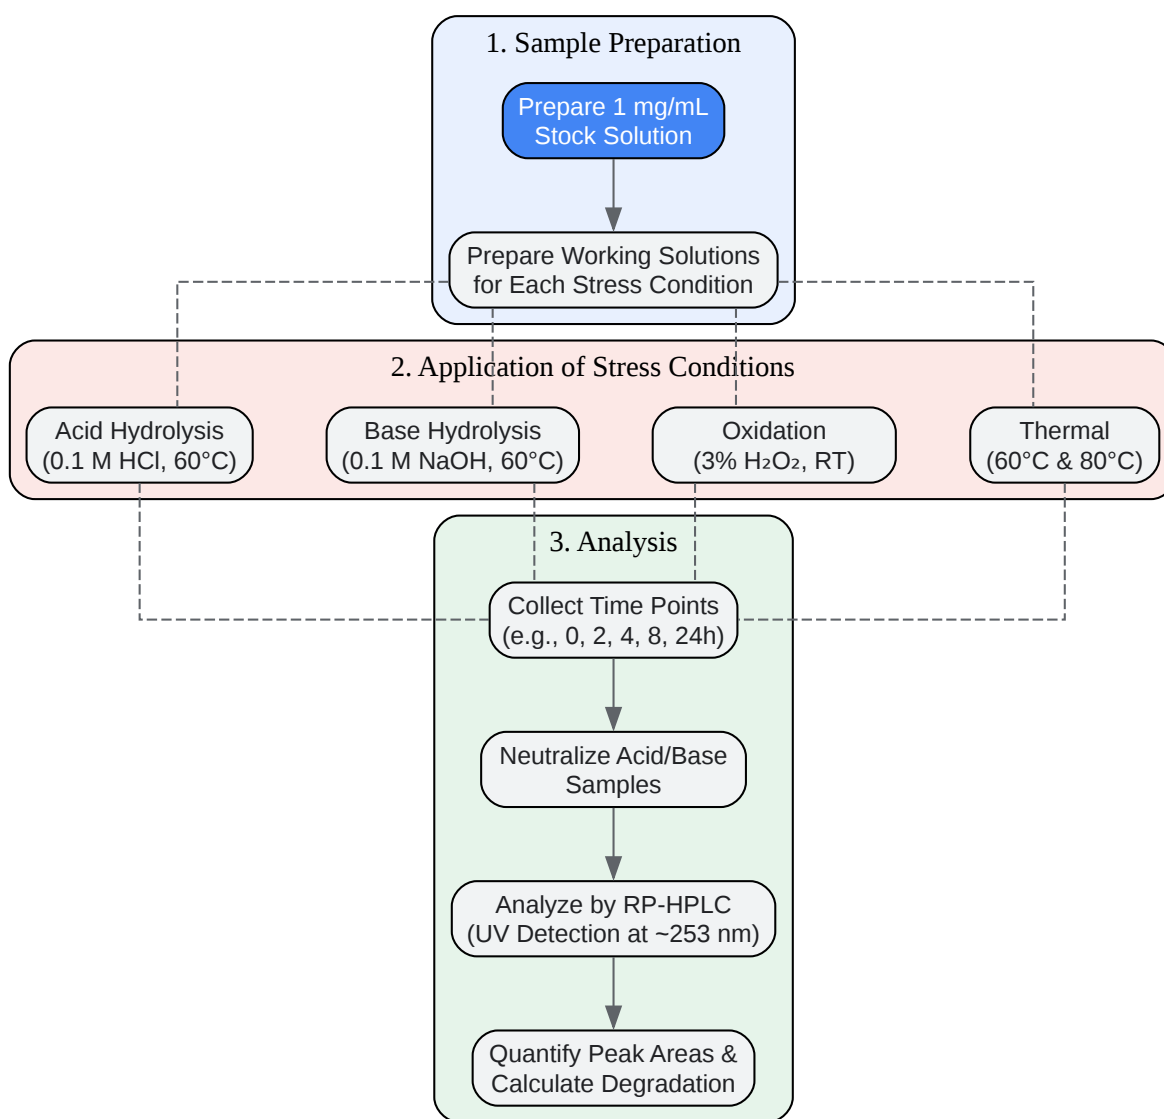 1. Sample Preparation
Prepare 1 mg/mL
Stock Solution
Prepare Working Solutions
for Each Stress Condition
2. Application of Stress Conditions
Acid Hydrolysis
(0.1 M HCl, 60°C)
Base Hydrolysis
(0.1 M NaOH, 60°C)
Oxidation
(3% H₂O₂, RT)
Thermal
(60°C & 80°C)
3. Analysis
Collect Time Points
(e.g., 0, 2, 4, 8, 24h)
Neutralize Acid/Base
Samples
Analyze by RP-HPLC
(UV Detection at ~253 nm)
Quantify Peak Areas &
Calculate Degradation